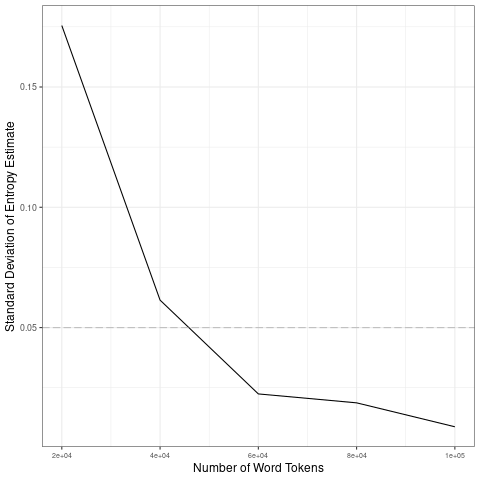 Standard Deviation of Entropy Estimate
0.15
0.10
0.05
2e+04 4e+04 6e+04 8e+04 1e+05
Number of Word Tokens